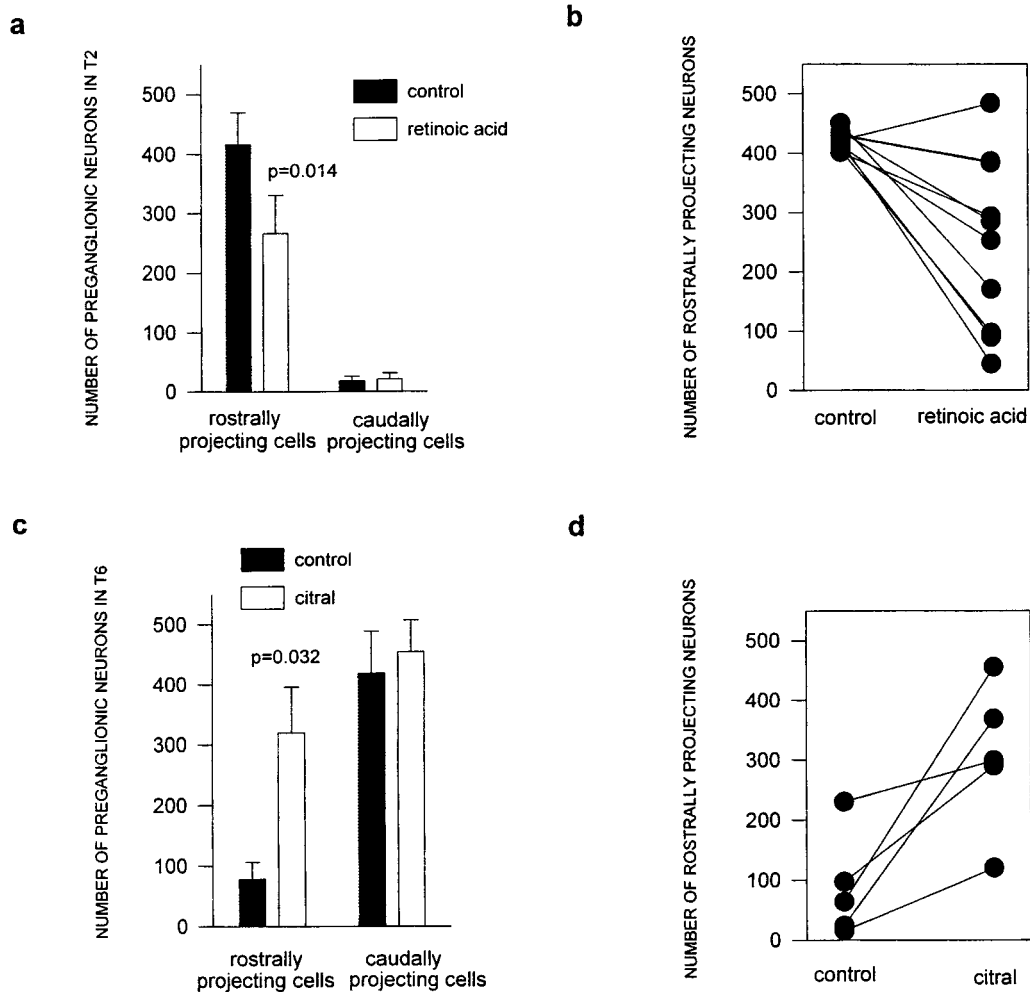 a
NUMBER OF PREGANGLIONIC NEURONS IN T2
500
400
300
200
100
0
control
retinoic acid
p=0.014
rostrally
projecting cells
caudally
projecting cells
b
NUMBER OF ROSTRALLY PROJECTING NEURONS
500
400
300
200
100
0
control
retinoic acid
c
NUMBER OF PREGANGLIONIC NEURONS IN T6
control
citral
500
400
300
200
100
0
p=0.032
rostrally
projecting cells
caudally
projecting cells
d
NUMBER OF ROSTRALLY PROJECTING NEURONS
500
400
300
200
100
0
control
citral